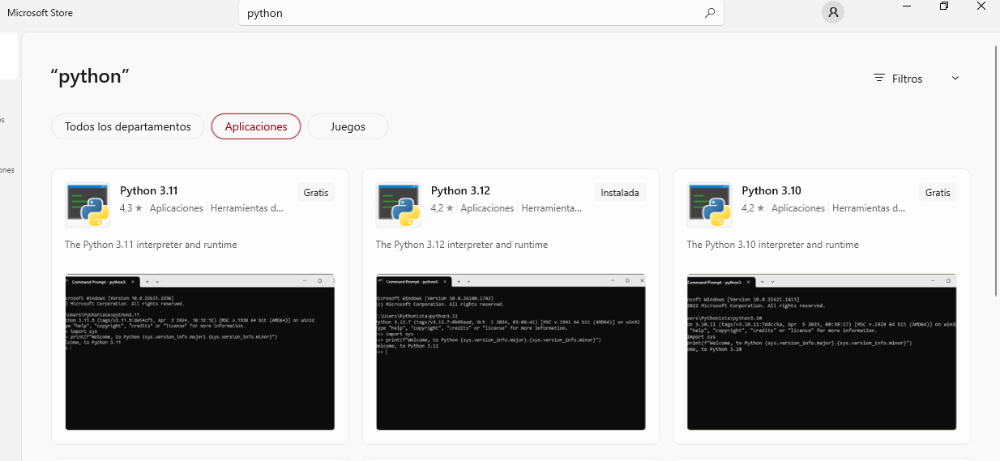 Microsoft Store
python
“python”
Filtros
Todos los departamentos
Aplicaciones
Juegos
os
ones
Python 3.11
Gratis
4,3 ★ Aplicaciones Herramientas d...
The Python 3.11 interpreter and runtime
Command Prompt - python3.
crosoft Windows [Version 10.0.22631.3296]
) Microsoft Corporation. All rights reserved.
\Users\Pythonista>python3.11
thon 3.11.9 (tags/v3.11.9:de54cf5, Apr 2 2024, 10:12:12) [MSC v.1938 64 bit (AMD64)] on win32
pe "help", "copyright", "credits" or "license" for more information.
> import sys
> print(f"Welcome, to Python {sys.version_info.major}.{sys.version_info.minor}")
lcome, to Python 3.11
>
Python 3.12
Instalada
4,2 ★ Aplicaciones Herramienta...
The Python 3.12 interpreter and runtime
Command Prompt - python3.
Microsoft Windows [Version 10.0.26100.1742]
(c) Microsoft Corporation. All rights reserved.
C:\Users\Pythonista>python3.12
Python 3.12.7 (tags/v3.12.7:0b05ead, Oct 1 2024, 03:06:41) [MSC v.1941 64 bit (AMD64)] on win32
Type "help", "copyright", "credits" or "license" for more information.
>>> import sys
>>> print(f"Welcome, to Python {sys.version_info.major}.{sys.version_info.minor}")
Welcome, to Python 3.12
>>>
Python 3.10
Gratis
4,2 ★ Aplicaciones Herramientas d...
The Python 3.10 interpreter and runtime
Command Prompt - python3.
osoft Windows [Version 10.0.22621.1413]
2022 Microsoft Corporation. All rights reserved.
ers\Pythonista>python3.10
n 3.10.11 (tags/v3.10.11:7d4cc5a, Apr 5 2023, 00:38:17) [MSC v.1929 64 bit (AMD64)] on win32
"help", "copyright", "credits" or "license" for more information.
import sys
print(f"Welcome, to Python {sys.version_info.major}.{sys.version_info.minor}")
ome, to Python 3.10